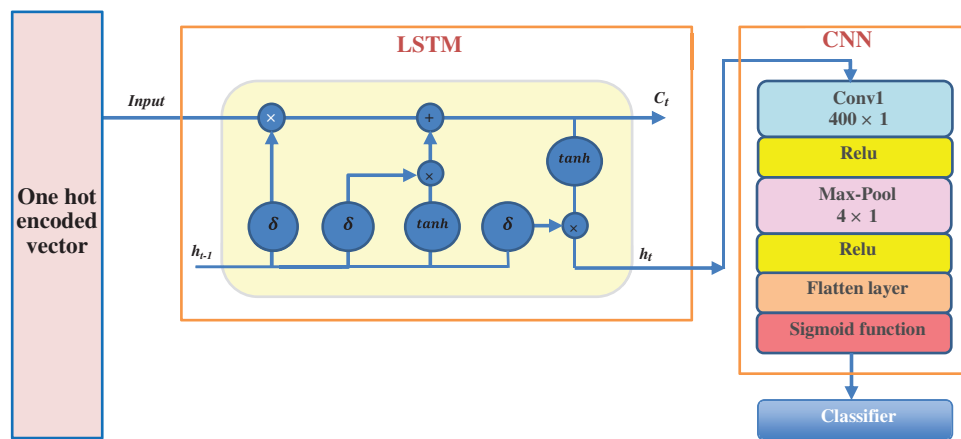 One hot
encoded
vector
LSTM
Input
C_t
×
+
×
tanh
δ
δ
tanh
δ
×
h_{t-1}
h_t
CNN
Conv1
400 × 1
Relu
Max-Pool
4 × 1
Relu
Flatten layer
Sigmoid function
Classifier